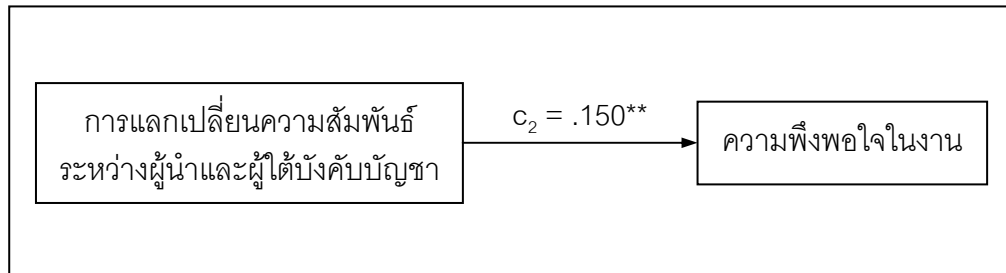 การแลกเปลี่ยนความสัมพันธ์
ระหว่างผู้นำและผู้ใต้บังคับบัญชา
c₂ = .150**
ความพึงพอใจในงาน